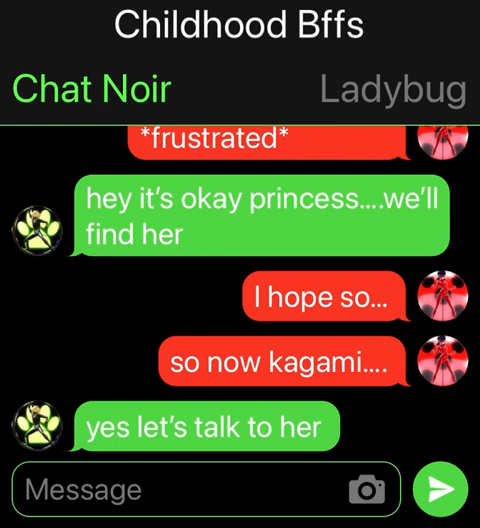 Childhood Bffs
Chat Noir
Ladybug
*frustrated*
hey it’s okay princess....we’ll
find her
I hope so...
so now kagami....
yes let’s talk to her
Message